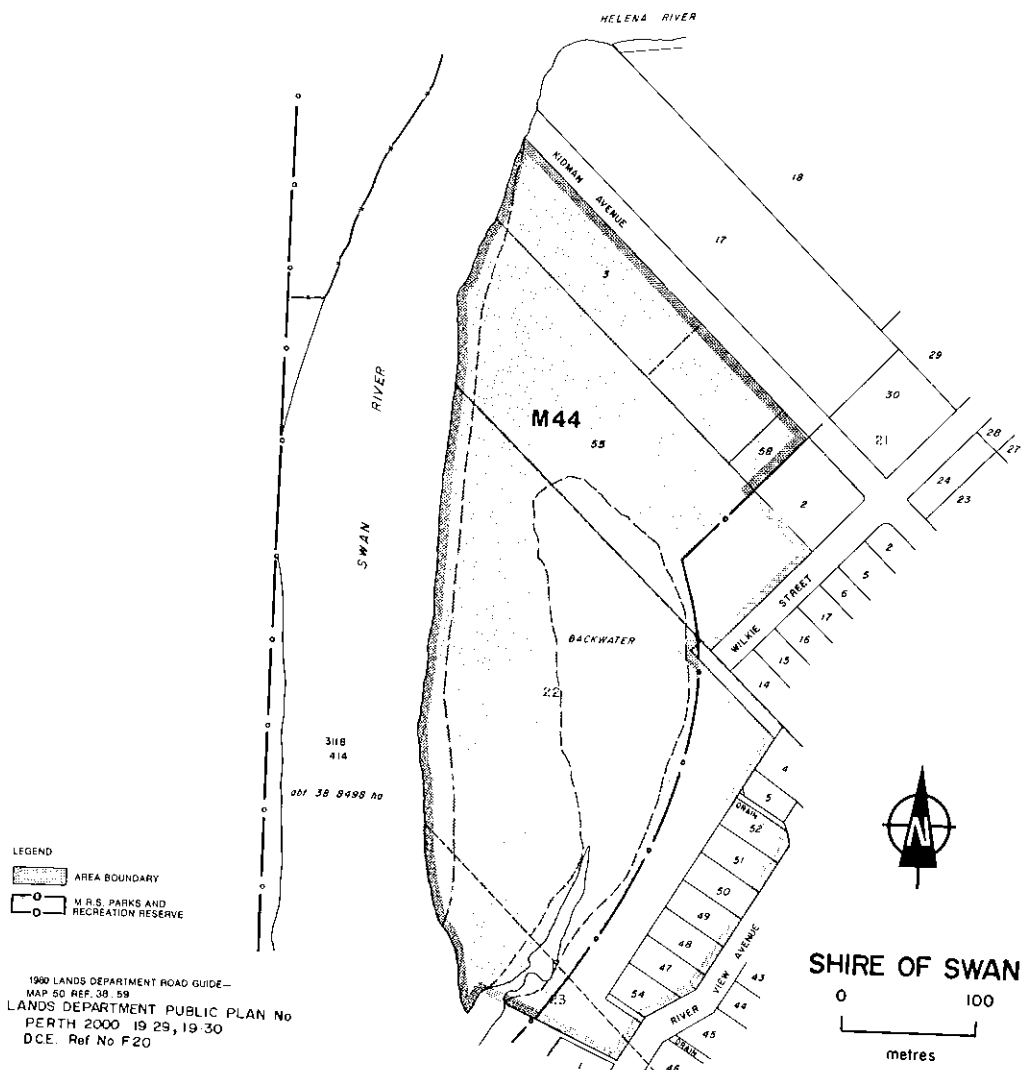 HELENA RIVER
KIDMAN AVENUE
18
17
3
29
30
21
28
27
24
23
SWAN RIVER
M44
55
58
2
2
5
6
17
16
15
14
WILKIE STREET
BACKWATER
22
3118
414
abt 38 8498 ha
4
5
DRAIN
52
51
50
49
48
47
54
RIVER VIEW AVENUE
43
44
45
DRAIN
46
23
1
N
LEGEND
AREA BOUNDARY
M.R.S. PARKS AND
RECREATION RESERVE
1980 LANDS DEPARTMENT ROAD GUIDE—
MAP 50 REF. 38. 59
LANDS DEPARTMENT PUBLIC PLAN No
PERTH 2000 19 29, 19 30
D.C.E. Ref No F20
SHIRE OF SWAN
0 100
metres